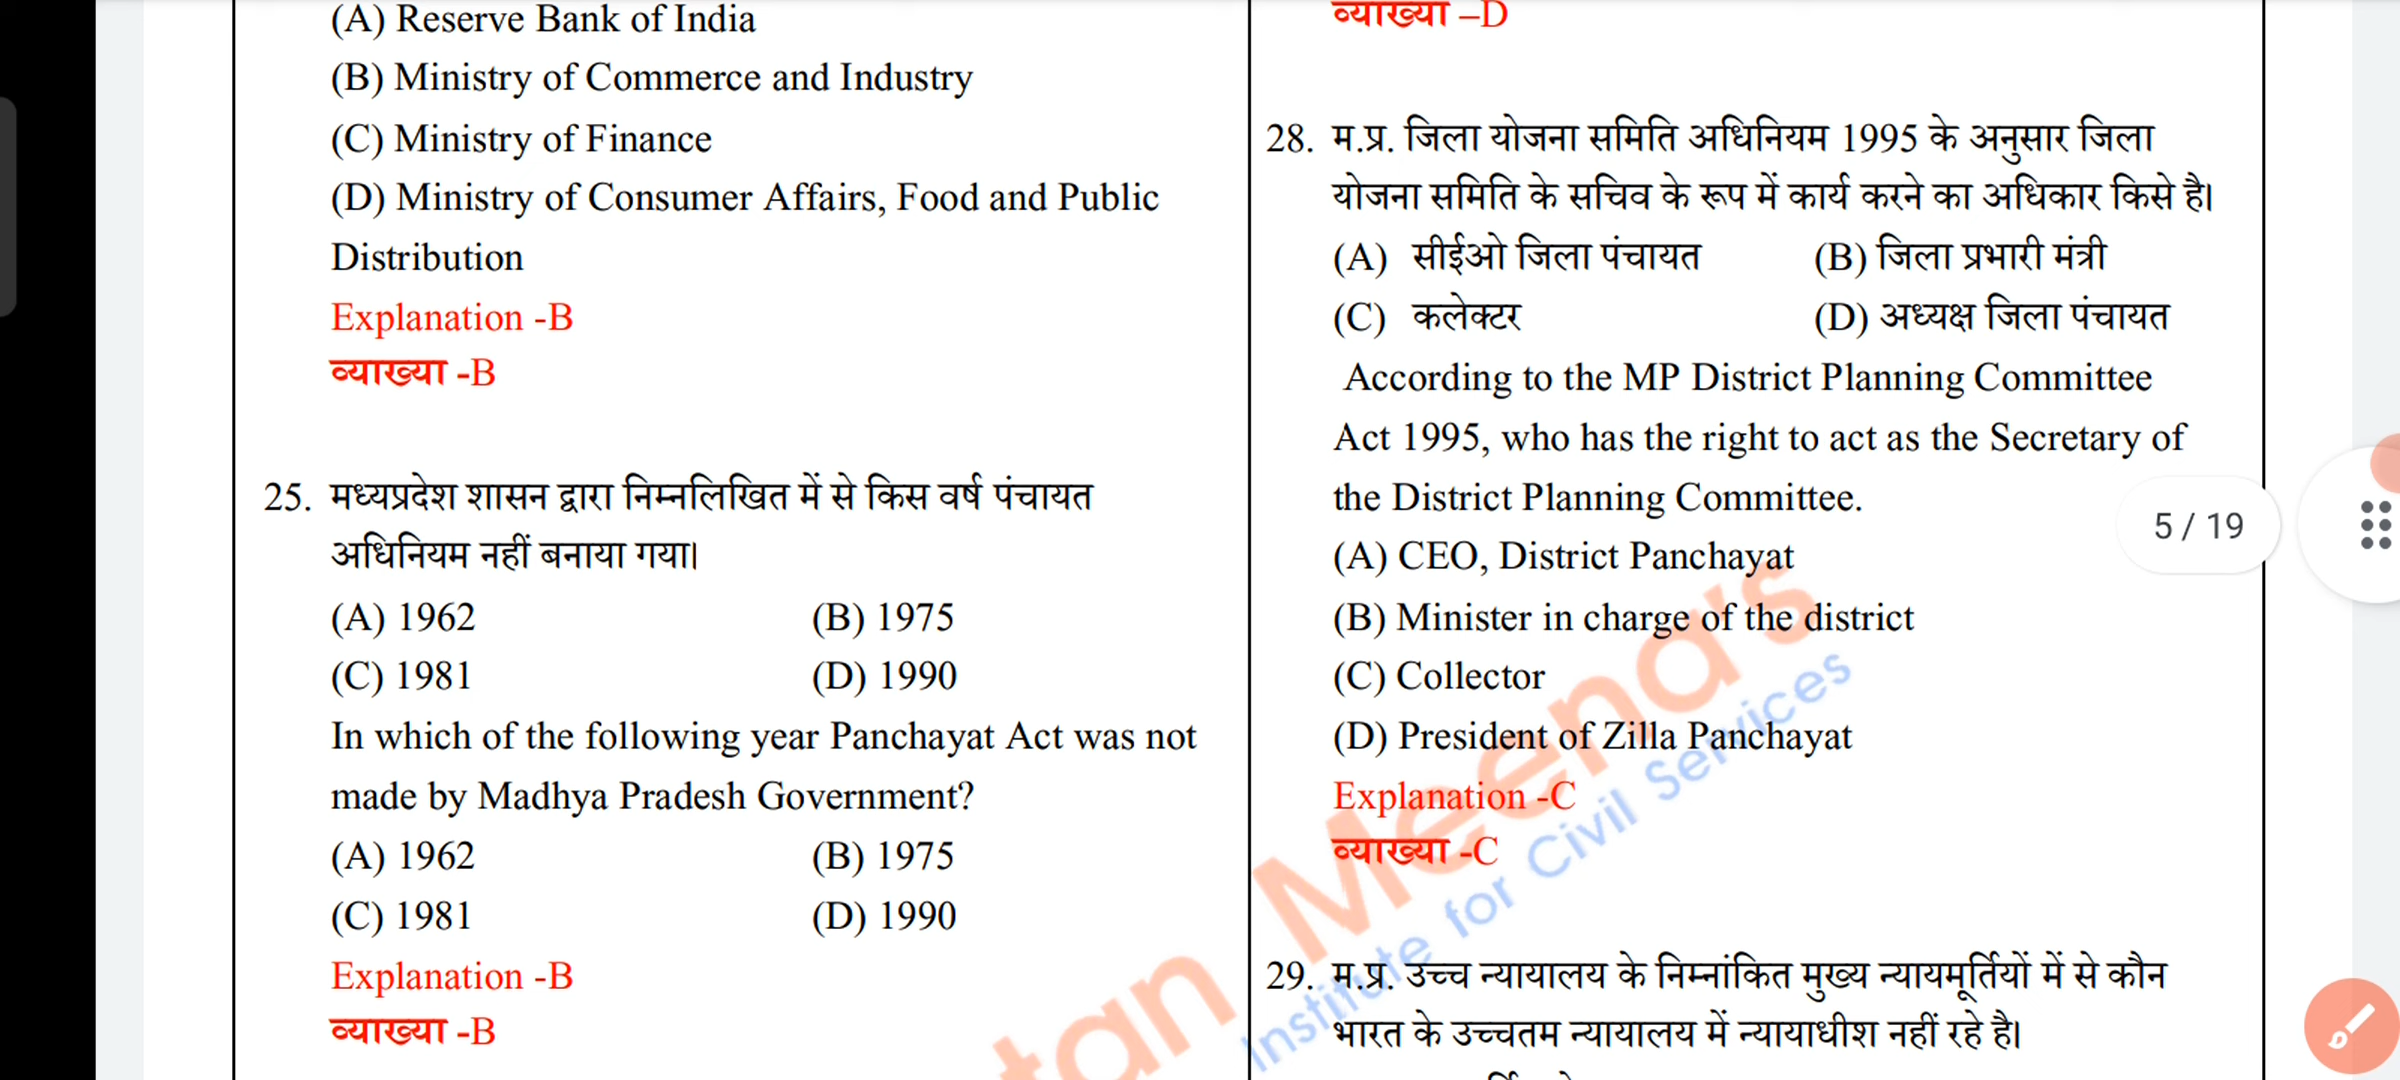 (A) Reserve Bank of India
(B) Ministry of Commerce and Industry
(C) Ministry of Finance
(D) Ministry of Consumer Affairs, Food and Public
Distribution
Explanation -B
व्याख्या -B
25. मध्यप्रदेश शासन द्वारा निम्नलिखित में से किस वर्ष पंचायत
अधिनियम नहीं बनाया गया।
(A) 1962 (B) 1975
(C) 1981 (D) 1990
In which of the following year Panchayat Act was not
made by Madhya Pradesh Government?
(A) 1962 (B) 1975
(C) 1981 (D) 1990
Explanation -B
व्याख्या -B
व्याख्या –D
28. म.प्र. जिला योजना समिति अधिनियम 1995 के अनुसार जिला
योजना समिति के सचिव के रूप में कार्य करने का अधिकार किसे है।
(A) सीईओ जिला पंचायत (B) जिला प्रभारी मंत्री
(C) कलेक्टर (D) अध्यक्ष जिला पंचायत
According to the MP District Planning Committee
Act 1995, who has the right to act as the Secretary of
the District Planning Committee.
(A) CEO, District Panchayat
(B) Minister in charge of the district
(C) Collector
(D) President of Zilla Panchayat
Explanation -C
व्याख्या -C
29. म.प्र. उच्च न्यायालय के निम्नांकित मुख्य न्यायमूर्तियों में से कौन
भारत के उच्चतम न्यायालय में न्यायाधीश नहीं रहे है।
5 / 19
tan Meena's
Institute for Civil Services